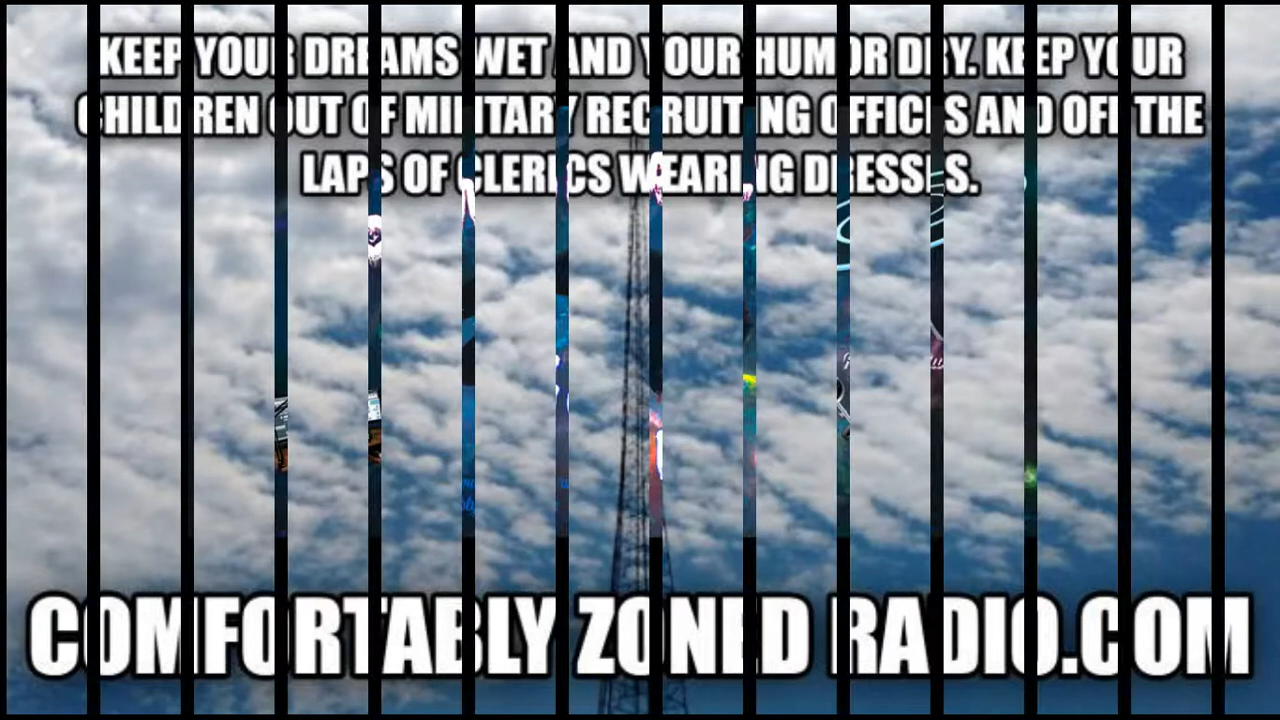 KEEP YOUR DREAMS WET AND YOUR HUMOR DRY. KEEP YOUR
CHILDREN OUT OF MILITARY RECRUITING OFFICES AND OFF THE
LAPS OF CLERICS WEARING DRESSES.
COMFORTABLY ZONED RADIO.COM